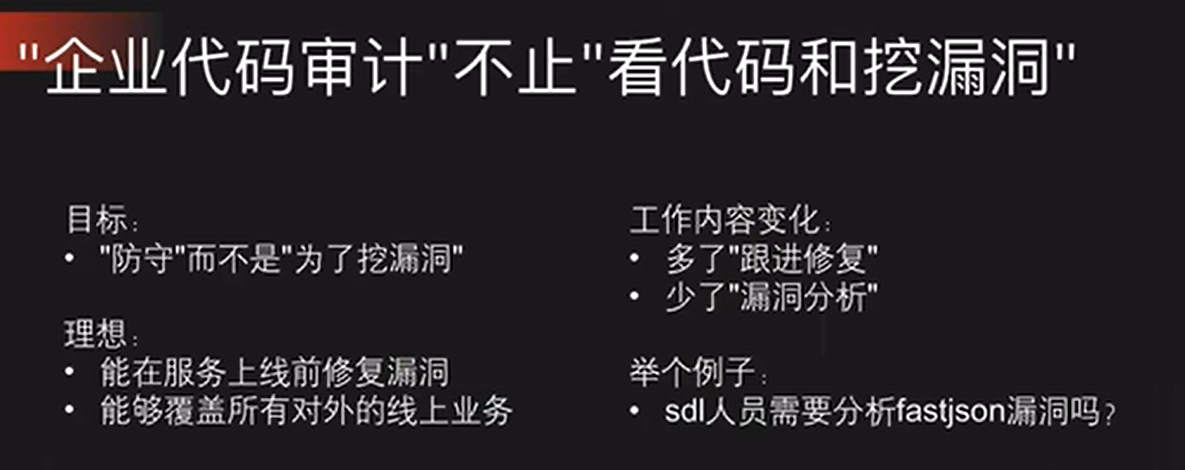 "企业代码审计"不止"看代码和挖漏洞"
目标：
• "防守"而不是"为了挖漏洞"
理想：
• 能在服务上线前修复漏洞
• 能够覆盖所有对外的线上业务
工作内容变化：
• 多了"跟进修复"
• 少了"漏洞分析"
举个例子：
• sdl人员需要分析fastjson漏洞吗？